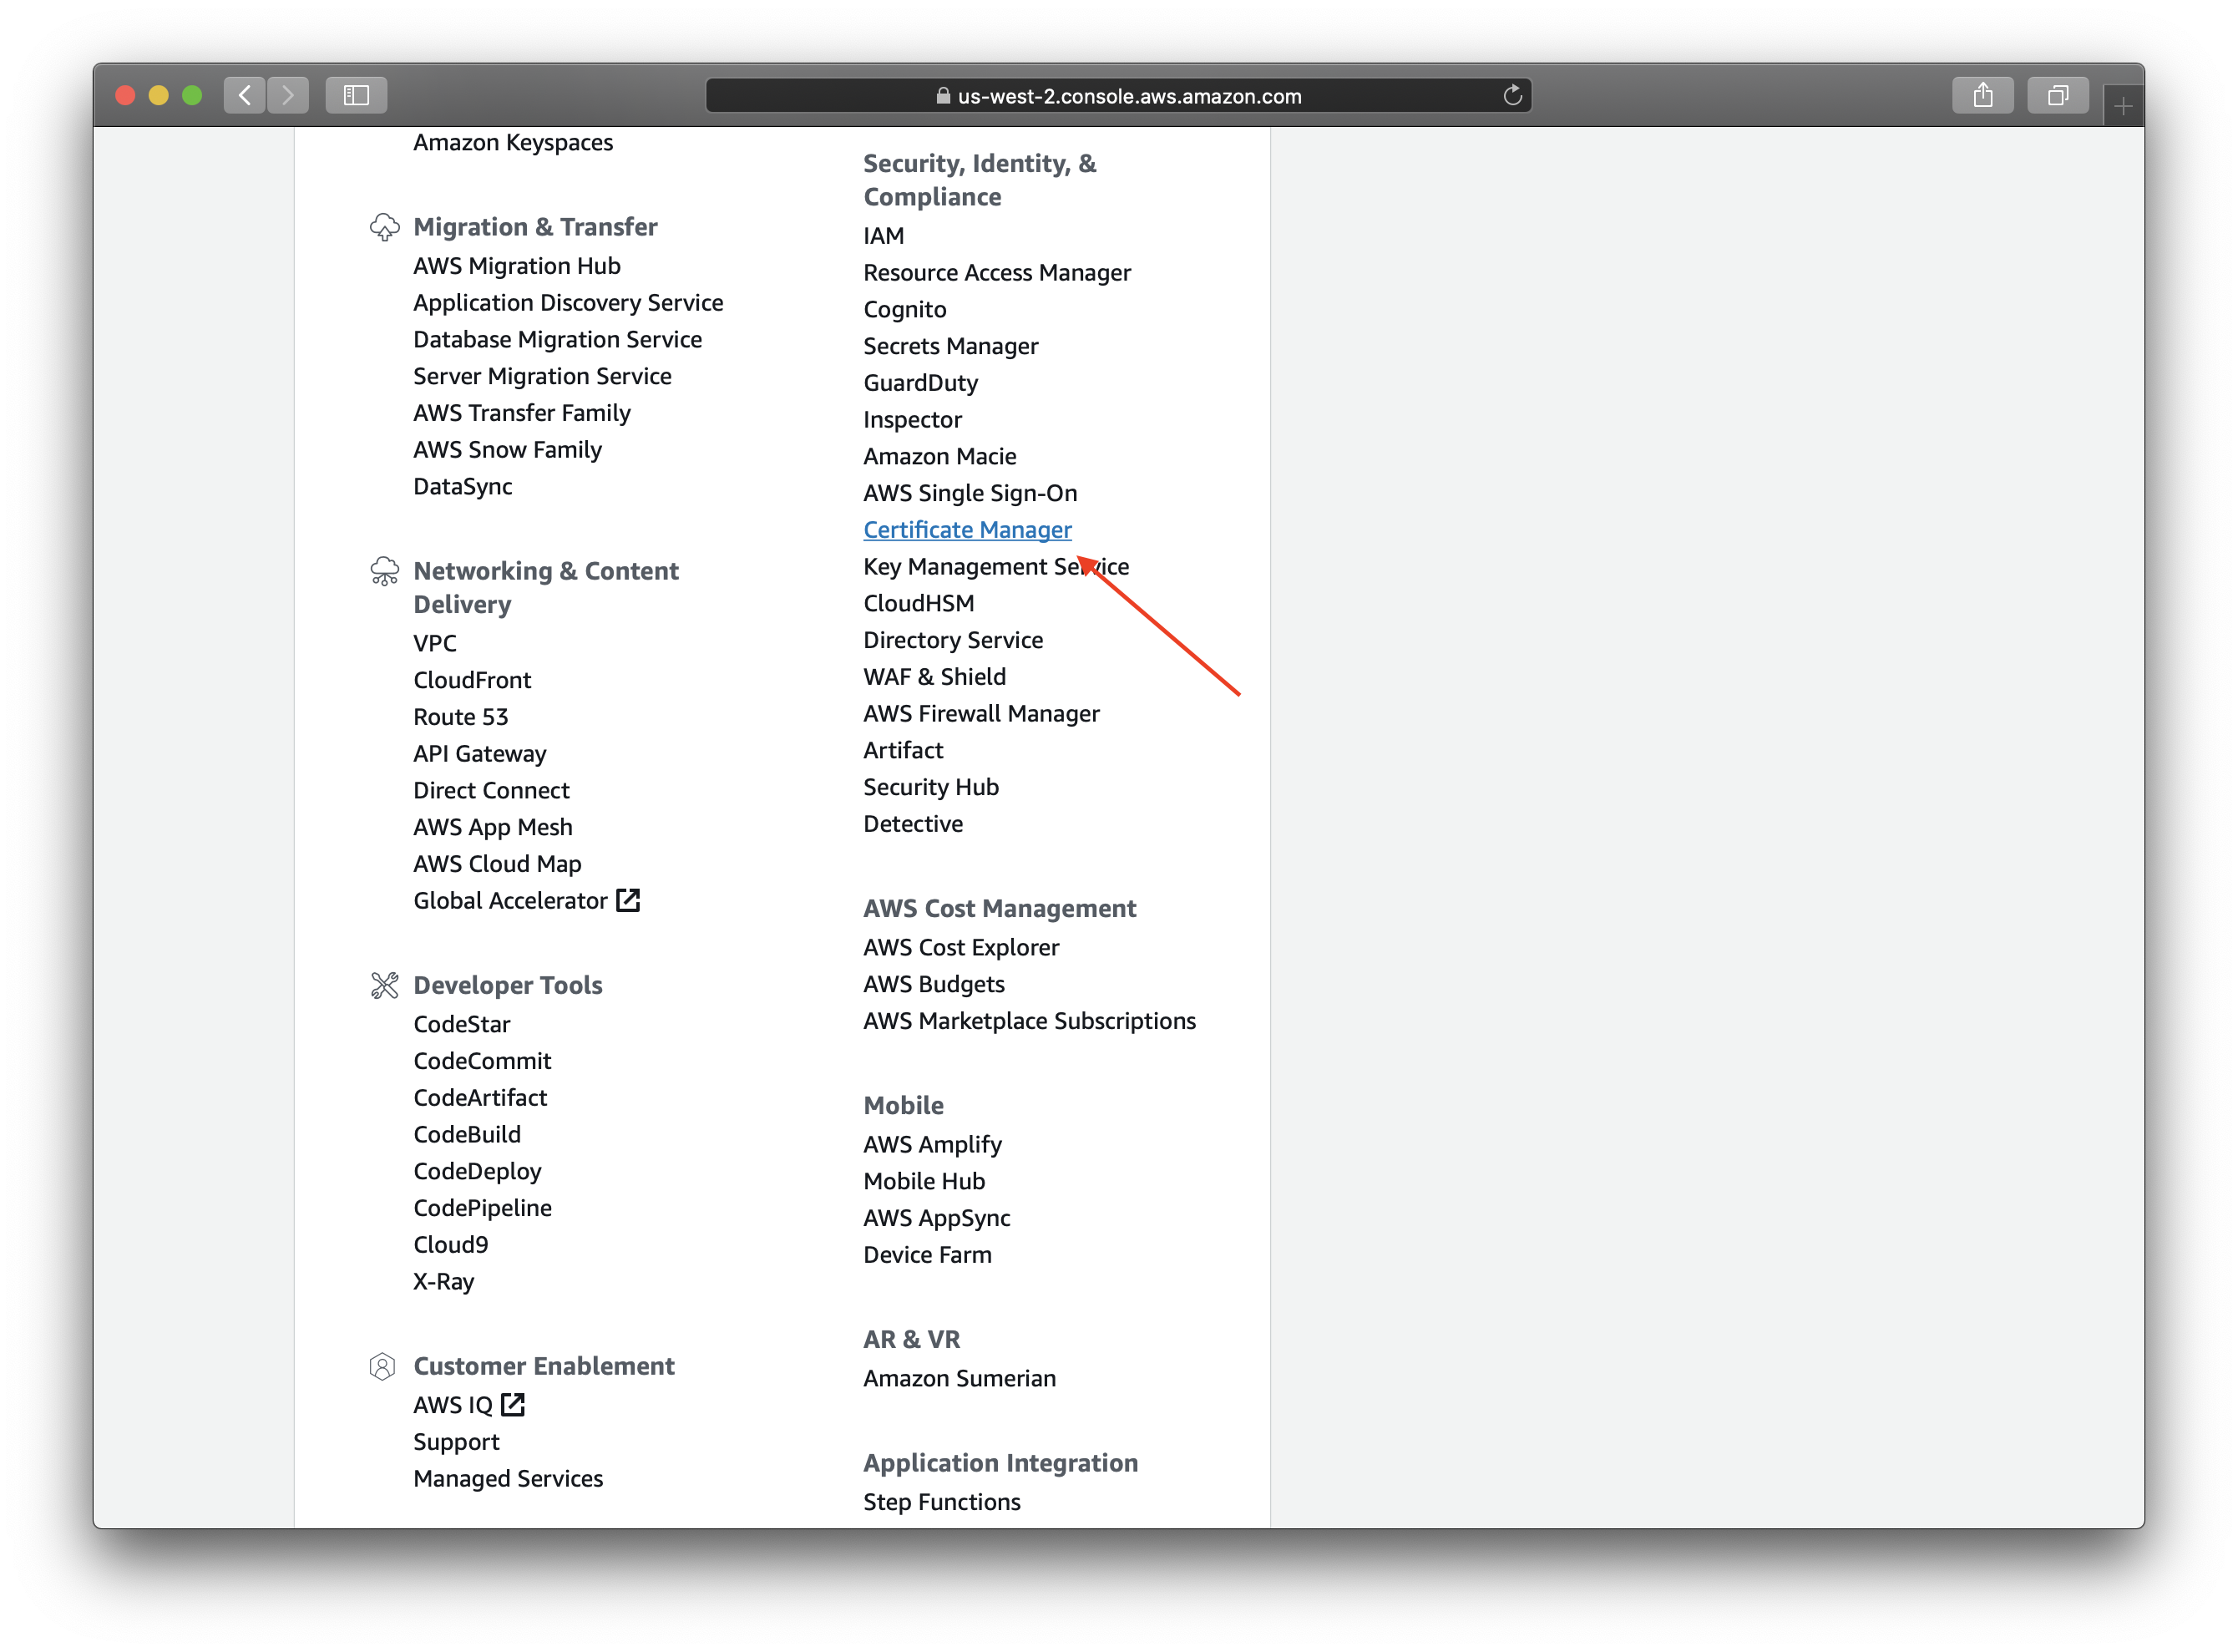 us-west-2.console.aws.amazon.com
Amazon Keyspaces
Migration & Transfer
AWS Migration Hub
Application Discovery Service
Database Migration Service
Server Migration Service
AWS Transfer Family
AWS Snow Family
DataSync
Networking & Content
Delivery
VPC
CloudFront
Route 53
API Gateway
Direct Connect
AWS App Mesh
AWS Cloud Map
Global Accelerator
Developer Tools
CodeStar
CodeCommit
CodeArtifact
CodeBuild
CodeDeploy
CodePipeline
Cloud9
X-Ray
Customer Enablement
AWS IQ
Support
Managed Services
Security, Identity, &
Compliance
IAM
Resource Access Manager
Cognito
Secrets Manager
GuardDuty
Inspector
Amazon Macie
AWS Single Sign-On
Certificate Manager
Key Management Service
CloudHSM
Directory Service
WAF & Shield
AWS Firewall Manager
Artifact
Security Hub
Detective
AWS Cost Management
AWS Cost Explorer
AWS Budgets
AWS Marketplace Subscriptions
Mobile
AWS Amplify
Mobile Hub
AWS AppSync
Device Farm
AR & VR
Amazon Sumerian
Application Integration
Step Functions